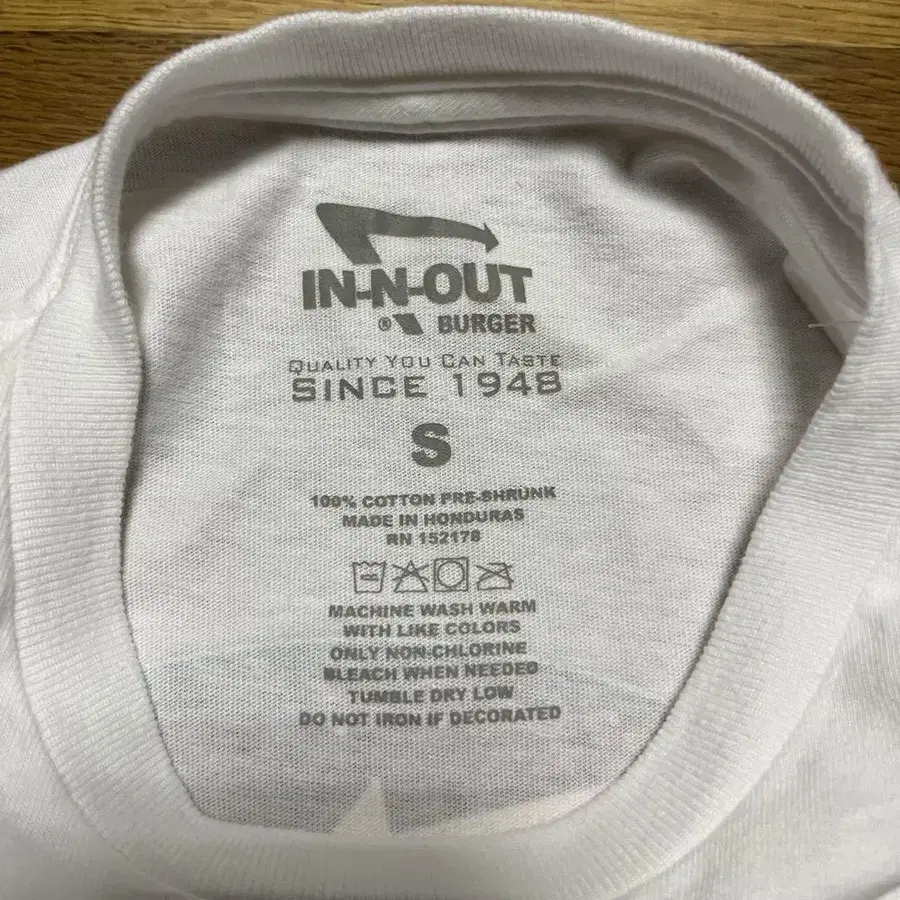 IN-N-OUT
® BURGER
QUALITY YOU CAN TASTE
SINCE 1948
S
100% COTTON PRE-SHRUNK
MADE IN HONDURAS
RN 152178
MACHINE WASH WARM
WITH LIKE COLORS
ONLY NON-CHLORINE
BLEACH WHEN NEEDED
TUMBLE DRY LOW
DO NOT IRON IF DECORATED